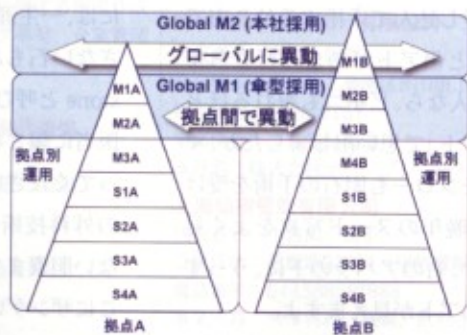 Global M2 (本社採用)
グローバルに異動
Global M1 (傘型採用)
拠点間で異動
拠点別
運用
M1A
M2A
M3A
S1A
S2A
S3A
S4A
拠点A
M1B
M2B
M3B
M4B
S1B
S2B
S3B
S4B
拠点B
拠点別
運用